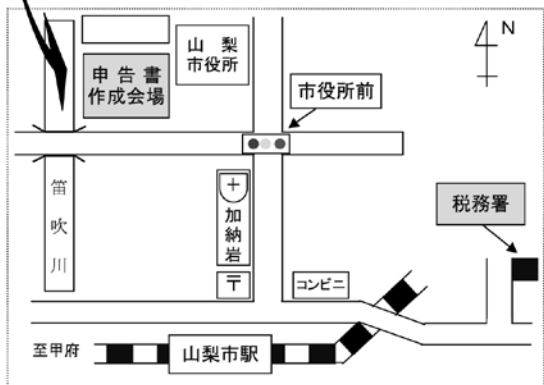 山梨
市役所
申告書
作成会場
N
市役所前
笛吹川
加納岩
〒
コンビニ
税務署
至甲府
山梨市駅